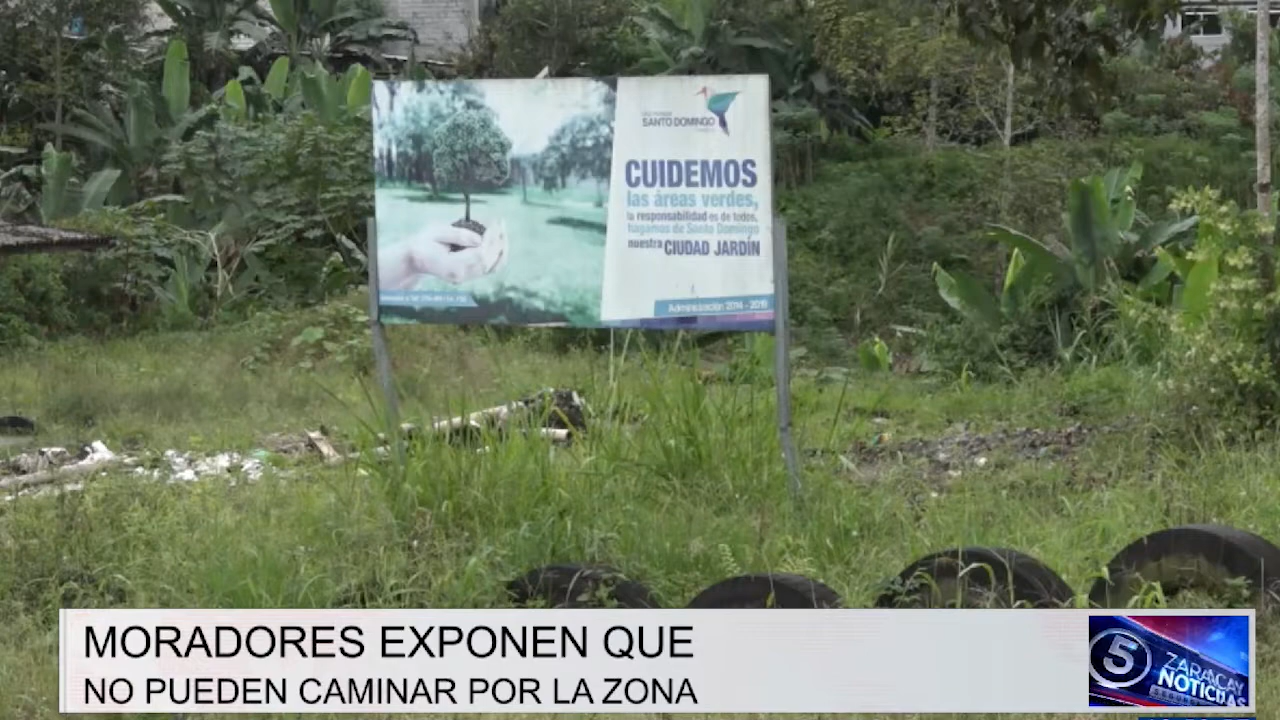 SANTO DOMINGO
CUIDEMOS
las áreas verdes,
la responsabilidad es de todos,
hagamos de Santo Domingo
nuestra CIUDAD JARDÍN
Administración 2014 - 2019
MORADORES EXPONEN QUE
NO PUEDEN CAMINAR POR LA ZONA
5
ZARACAY
NOTICIAS